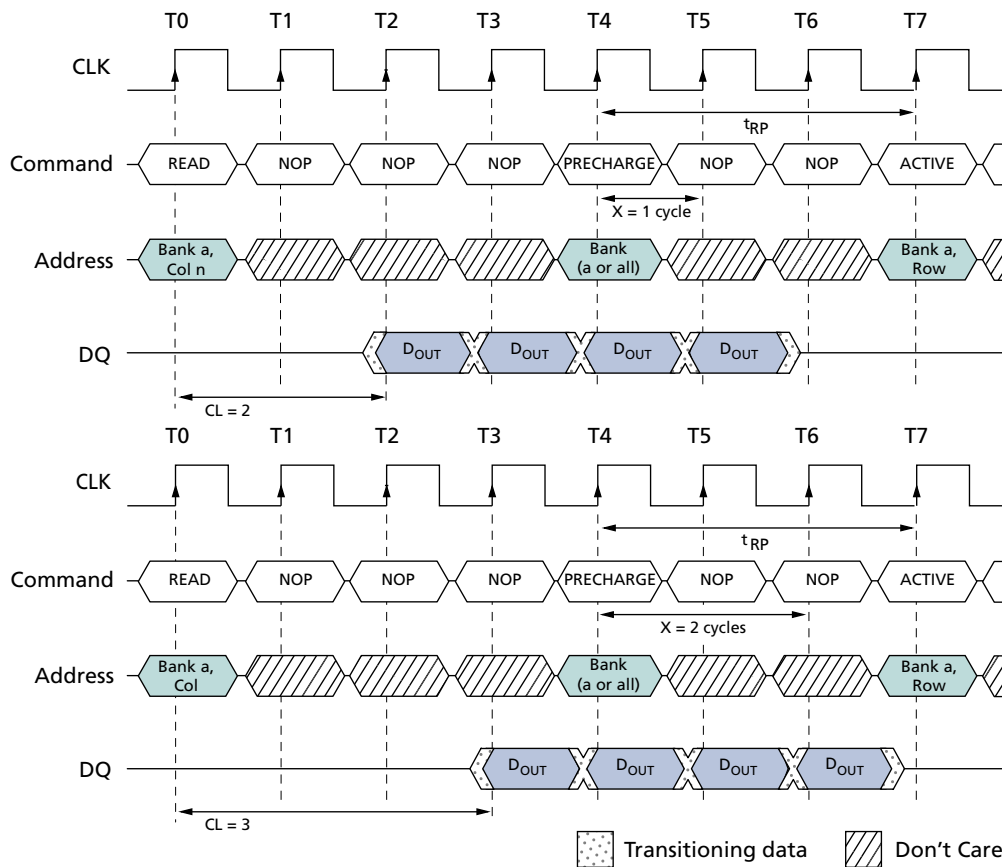 T0 T1 T2 T3 T4 T5 T6 T7
CLK
tRP
Command READ NOP NOP NOP PRECHARGE NOP NOP ACTIVE
X = 1 cycle
Address Bank a, Col n Bank (a or all) Bank a, Row
DQ DOUT DOUT DOUT DOUT
CL = 2
T0 T1 T2 T3 T4 T5 T6 T7
CLK
tRP
Command READ NOP NOP NOP PRECHARGE NOP NOP ACTIVE
X = 2 cycles
Address Bank a, Col Bank (a or all) Bank a, Row
DQ DOUT DOUT DOUT DOUT
CL = 3
Transitioning data Don't Care